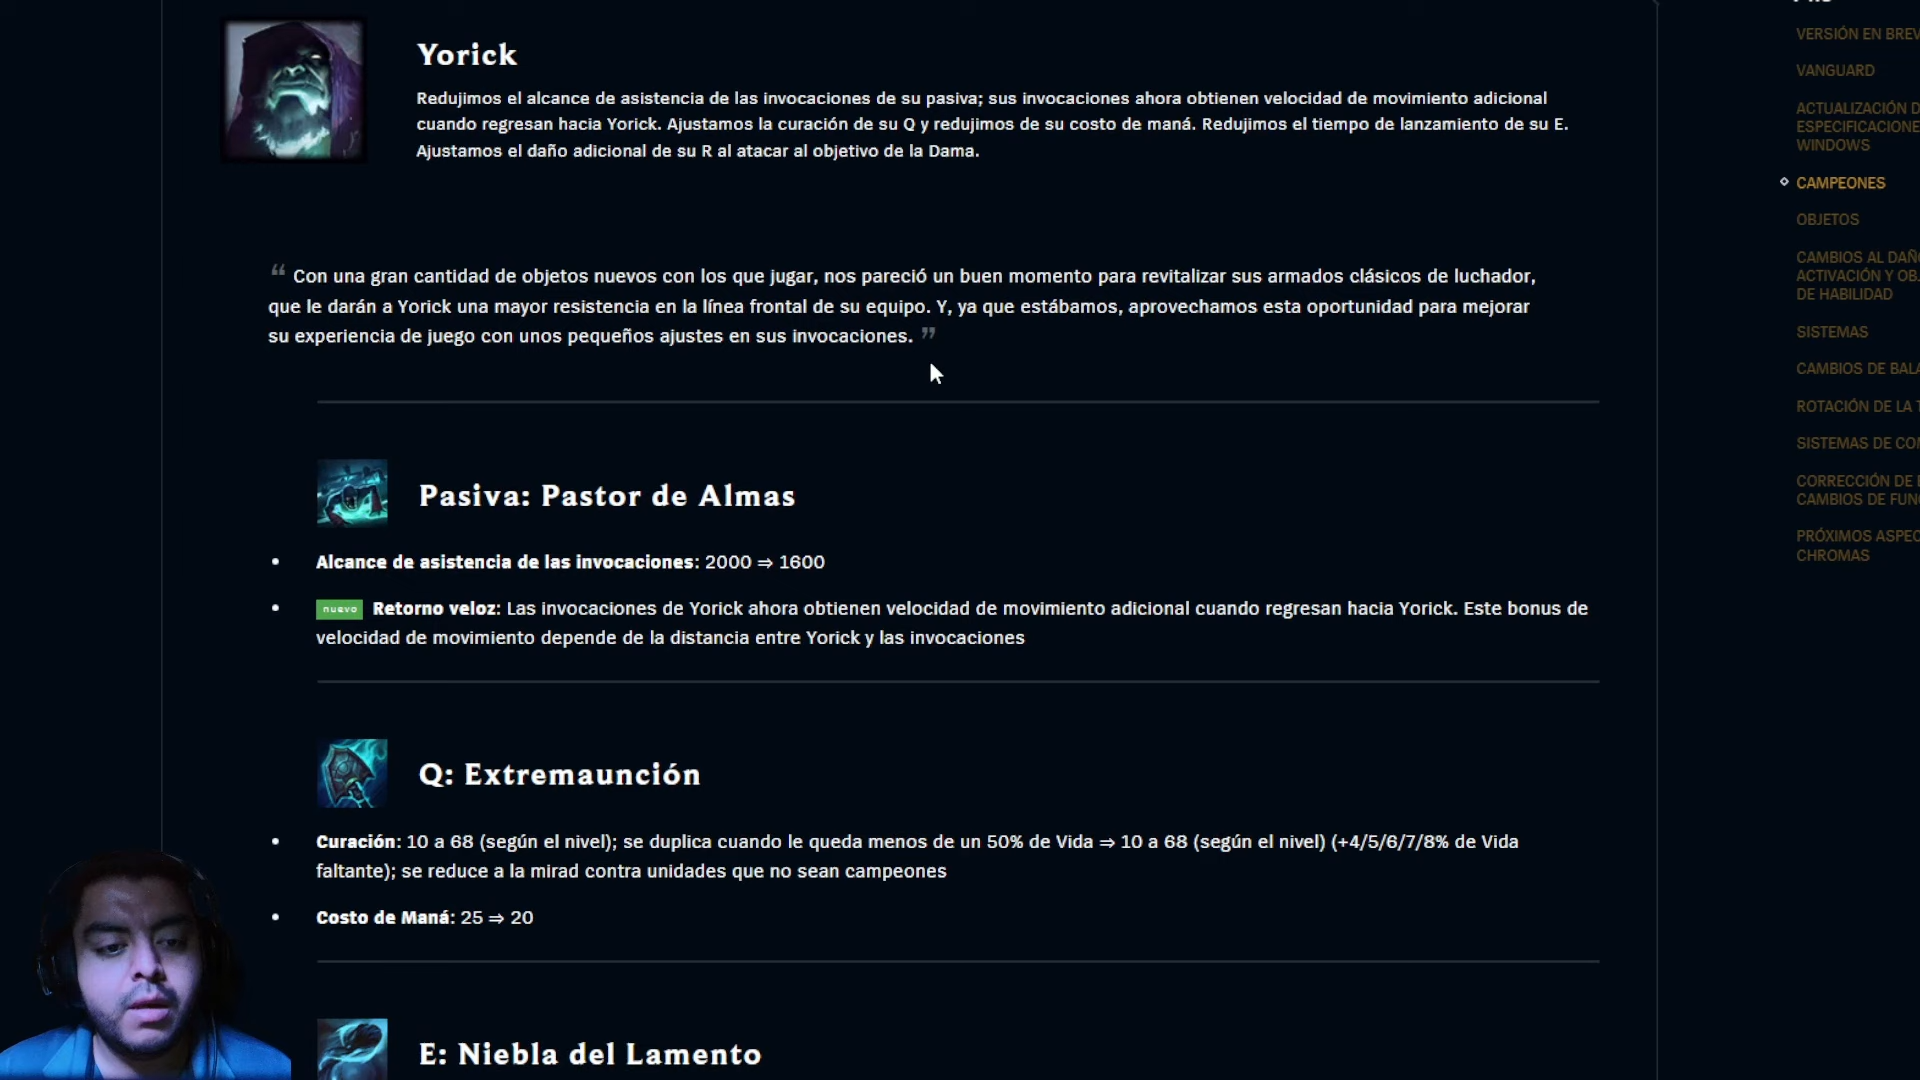 Yorick
Redujimos el alcance de asistencia de las invocaciones de su pasiva; sus invocaciones ahora obtienen velocidad de movimiento adicional
cuando regresan hacia Yorick. Ajustamos la curación de su Q y redujimos de su costo de maná. Redujimos el tiempo de lanzamiento de su E.
Ajustamos el daño adicional de su R al atacar al objetivo de la Dama.
“ Con una gran cantidad de objetos nuevos con los que jugar, nos pareció un buen momento para revitalizar sus armados clásicos de luchador,
que le darán a Yorick una mayor resistencia en la línea frontal de su equipo. Y, ya que estábamos, aprovechamos esta oportunidad para mejorar
su experiencia de juego con unos pequeños ajustes en sus invocaciones. ”
Pasiva: Pastor de Almas
• Alcance de asistencia de las invocaciones: 2000 ⇒ 1600
• nuevo Retorno veloz: Las invocaciones de Yorick ahora obtienen velocidad de movimiento adicional cuando regresan hacia Yorick. Este bonus de
velocidad de movimiento depende de la distancia entre Yorick y las invocaciones
Q: Extremaunción
• Curación: 10 a 68 (según el nivel); se duplica cuando le queda menos de un 50% de Vida ⇒ 10 a 68 (según el nivel) (+4/5/6/7/8% de Vida
faltante); se reduce a la mirad contra unidades que no sean campeones
• Costo de Maná: 25 ⇒ 20
E: Niebla del Lamento
VERSIÓN EN BREV
VANGUARD
ACTUALIZACIÓN D
ESPECIFICACIONE
WINDOWS
CAMPEONES
OBJETOS
CAMBIOS AL DAÑ
ACTIVACIÓN Y OB
DE HABILIDAD
SISTEMAS
CAMBIOS DE BALA
ROTACIÓN DE LA T
SISTEMAS DE CO
CORRECCIÓN DE
CAMBIOS DE FUN
PRÓXIMOS ASPEC
CHROMAS